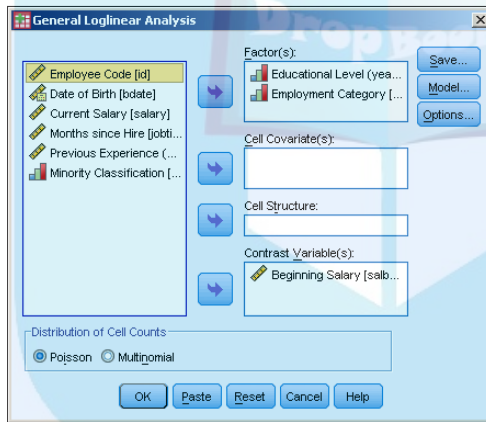 General Loglinear Analysis
Employee Code [id]
Date of Birth [bdate]
Current Salary [salary]
Months since Hire [jobti...
Previous Experience (...
Minority Classification [...
Factor(s):
Educational Level (yea...
Employment Category [...
Cell Covariate(s):
Cell Structure:
Contrast Variable(s):
Beginning Salary [salb...
Save...
Model...
Options...
Distribution of Cell Counts
Poisson
Multinomial
OK
Paste
Reset
Cancel
Help